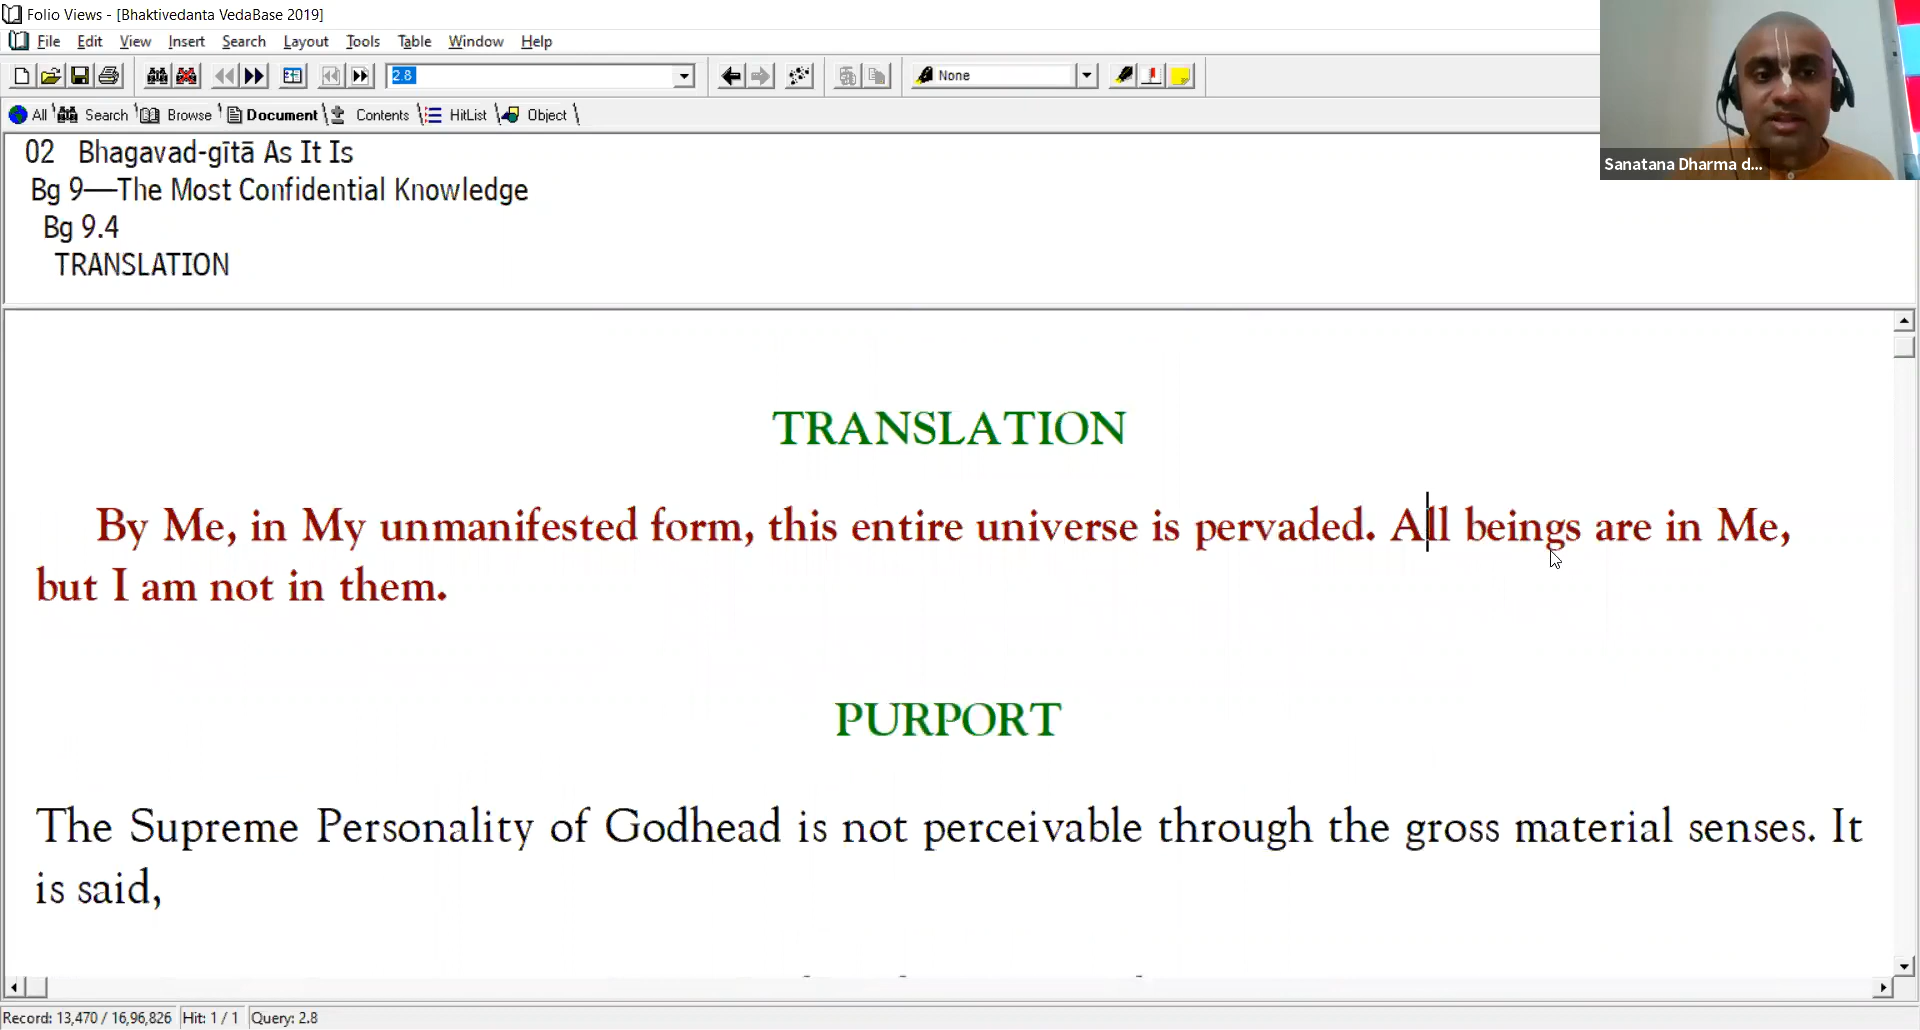 Folio Views - [Bhaktivedanta VedaBase 2019]
File Edit View Insert Search Layout Tools Table Window Help
2.8 None
All Search Browse Document Contents HitList Object
Sanatana Dharma d...
02 Bhagavad-gītā As It Is
Bg 9—The Most Confidential Knowledge
Bg 9.4
TRANSLATION
TRANSLATION
By Me, in My unmanifested form, this entire universe is pervaded. All beings are in Me,
but I am not in them.
PURPORT
The Supreme Personality of Godhead is not perceivable through the gross material senses. It
is said,
Record: 13,470 / 16,96,826 Hit: 1 / 1 Query: 2.8